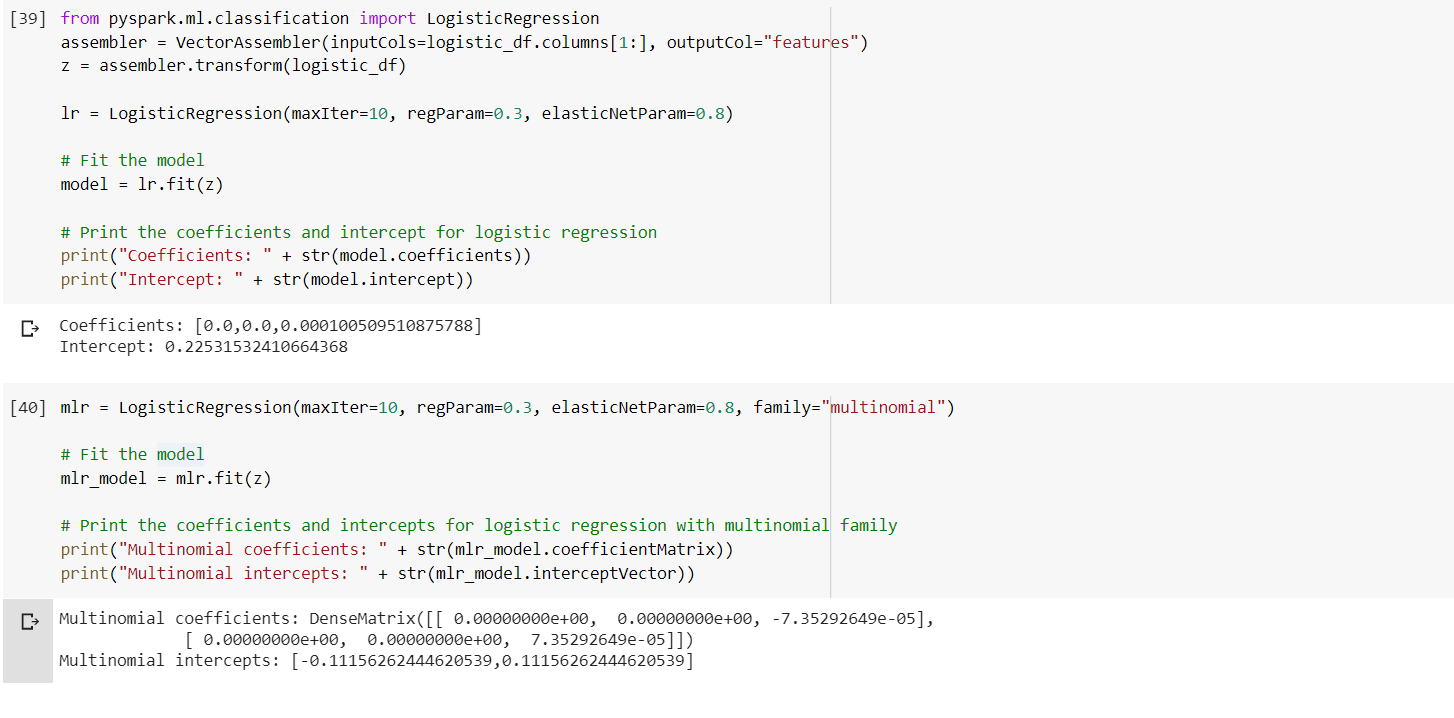 [39] from pyspark.ml.classification import LogisticRegression
assembler = VectorAssembler(inputCols=logistic_df.columns[1:], outputCol="features")
z = assembler.transform(logistic_df)
lr = LogisticRegression(maxIter=10, regParam=0.3, elasticNetParam=0.8)
# Fit the model
model = lr.fit(z)
# Print the coefficients and intercept for logistic regression
print("Coefficients: " + str(model.coefficients))
print("Intercept: " + str(model.intercept))
Coefficients: [0.0,0.0,0.000100509510875788]
Intercept: 0.22531532410664368
[40] mlr = LogisticRegression(maxIter=10, regParam=0.3, elasticNetParam=0.8, family="multinomial")
# Fit the model
mlr_model = mlr.fit(z)
# Print the coefficients and intercepts for logistic regression with multinomial family
print("Multinomial coefficients: " + str(mlr_model.coefficientMatrix))
print("Multinomial intercepts: " + str(mlr_model.interceptVector))
Multinomial coefficients: DenseMatrix([[ 0.00000000e+00,  0.00000000e+00, -7.35292649e-05],
[ 0.00000000e+00,  0.00000000e+00,  7.35292649e-05]])
Multinomial intercepts: [-0.11156262444620539,0.11156262444620539]